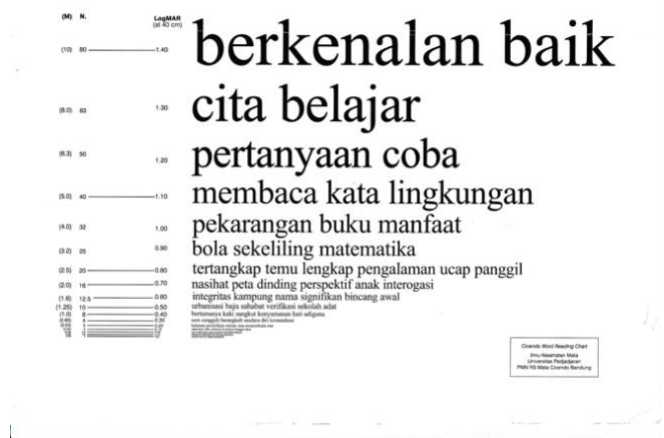 (M) N. LogMAR
(at 40 cm)
(10) 80 1.40 berkenalan baik
(8.0) 63 1.30 cita belajar
(6.3) 50 1.20 pertanyaan coba
(5.0) 40 1.10 membaca kata lingkungan
(4.0) 32 1.00 pekarangan buku manfaat
(3.2) 25 0.90 bola sekeliling matematika
(2.5) 20 0.80 tertangkap temu lengkap pengalaman ucap panggil
(2.0) 16 0.70 nasihat peta dinding perspektif anak interogasi
(1.6) 12.5 0.60 integritas kampung nama signifikan bincang awal
(1.25) 10 0.50 urbanisasi baju sahabat verifikasi sekolah adat
(1.0) 8 0.40 bertamunya kaki sangkut kenyamanan hari
Cicendo Word Reading Chart
Ilmu Kesehatan Mata
Universitas Padjadjaran
PMN RS Mata Cicendo Bandung